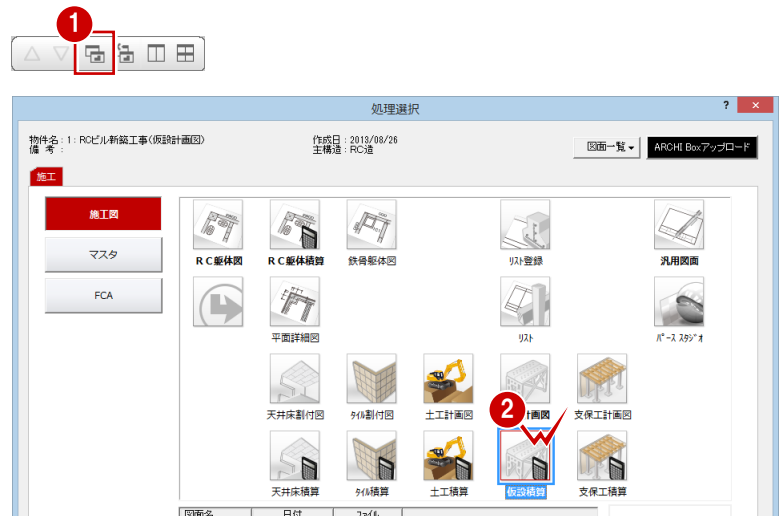 1
処理選択
? ×
物件名：1：RCビル新築工事(仮設計画図) 作成日：2013/08/26
備 考： 主構造：RC造
図面一覧▼ ARCHI Boxアップロード
施工
施工図
マスタ
FCA
RC躯体図 RC躯体積算 鉄骨躯体図 リスト登録 汎用図面
平面詳細図 リスト パース スタジオ
天井床割付図 タイル割付図 土工計画図 計画図 支保工計画図
2
天井床積算 タイル積算 土工積算 仮設積算 支保工積算
図面名 日付 ファイル